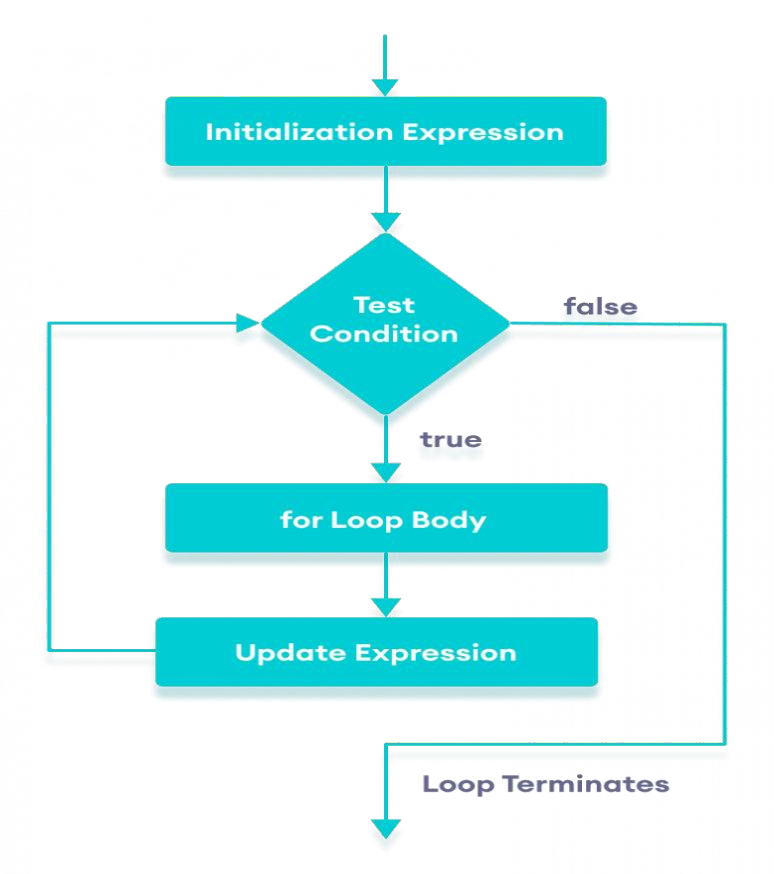 Initialization Expression
Test
Condition
false
true
for Loop Body
Update Expression
Loop Terminates